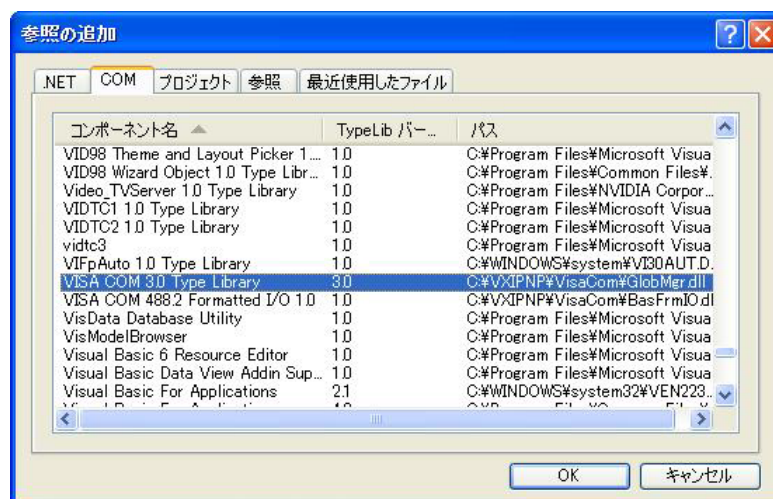 参照の追加
.NET COM プロジェクト 参照 最近使用したファイル
コンポーネント名 TypeLib バー... パス
VID98 Theme and Layout Picker 1.... 1.0 C:¥Program Files¥Microsoft Visua
VID98 Wizard Object 1.0 Type Libr... 1.0 C:¥Program Files¥Common Files¥.
Video_TVServer 1.0 Type Library 1.0 C:¥Program Files¥NVIDIA Corpor...
VIDTC1 1.0 Type Library 1.0 C:¥Program Files¥Microsoft Visua
VIDTC2 1.0 Type Library 1.0 C:¥Program Files¥Microsoft Visua
vidtc3 1.0 C:¥Program Files¥Microsoft Visua
VIFpAuto 1.0 Type Library 1.0 C:¥WINDOWS¥system¥VI30AUT.D.
VISA COM 3.0 Type Library 3.0 C:¥VXIPNP¥VisaCom¥GlobMgr.dll
VISA COM 488.2 Formatted I/O 1.0 1.0 C:¥VXIPNP¥VisaCom¥BasFrmIO.dl
VisData Database Utility 1.0 C:¥Program Files¥Microsoft Visua
VisModelBrowser 1.0 C:¥Program Files¥Microsoft Visua
Visual Basic 6 Resource Editor 1.0 C:¥Program Files¥Microsoft Visua
Visual Basic Data View Addin Sup... 1.0 C:¥Program Files¥Microsoft Visua
Visual Basic For Applications 2.1 C:¥WINDOWS¥system32¥VEN223...
OK キャンセル